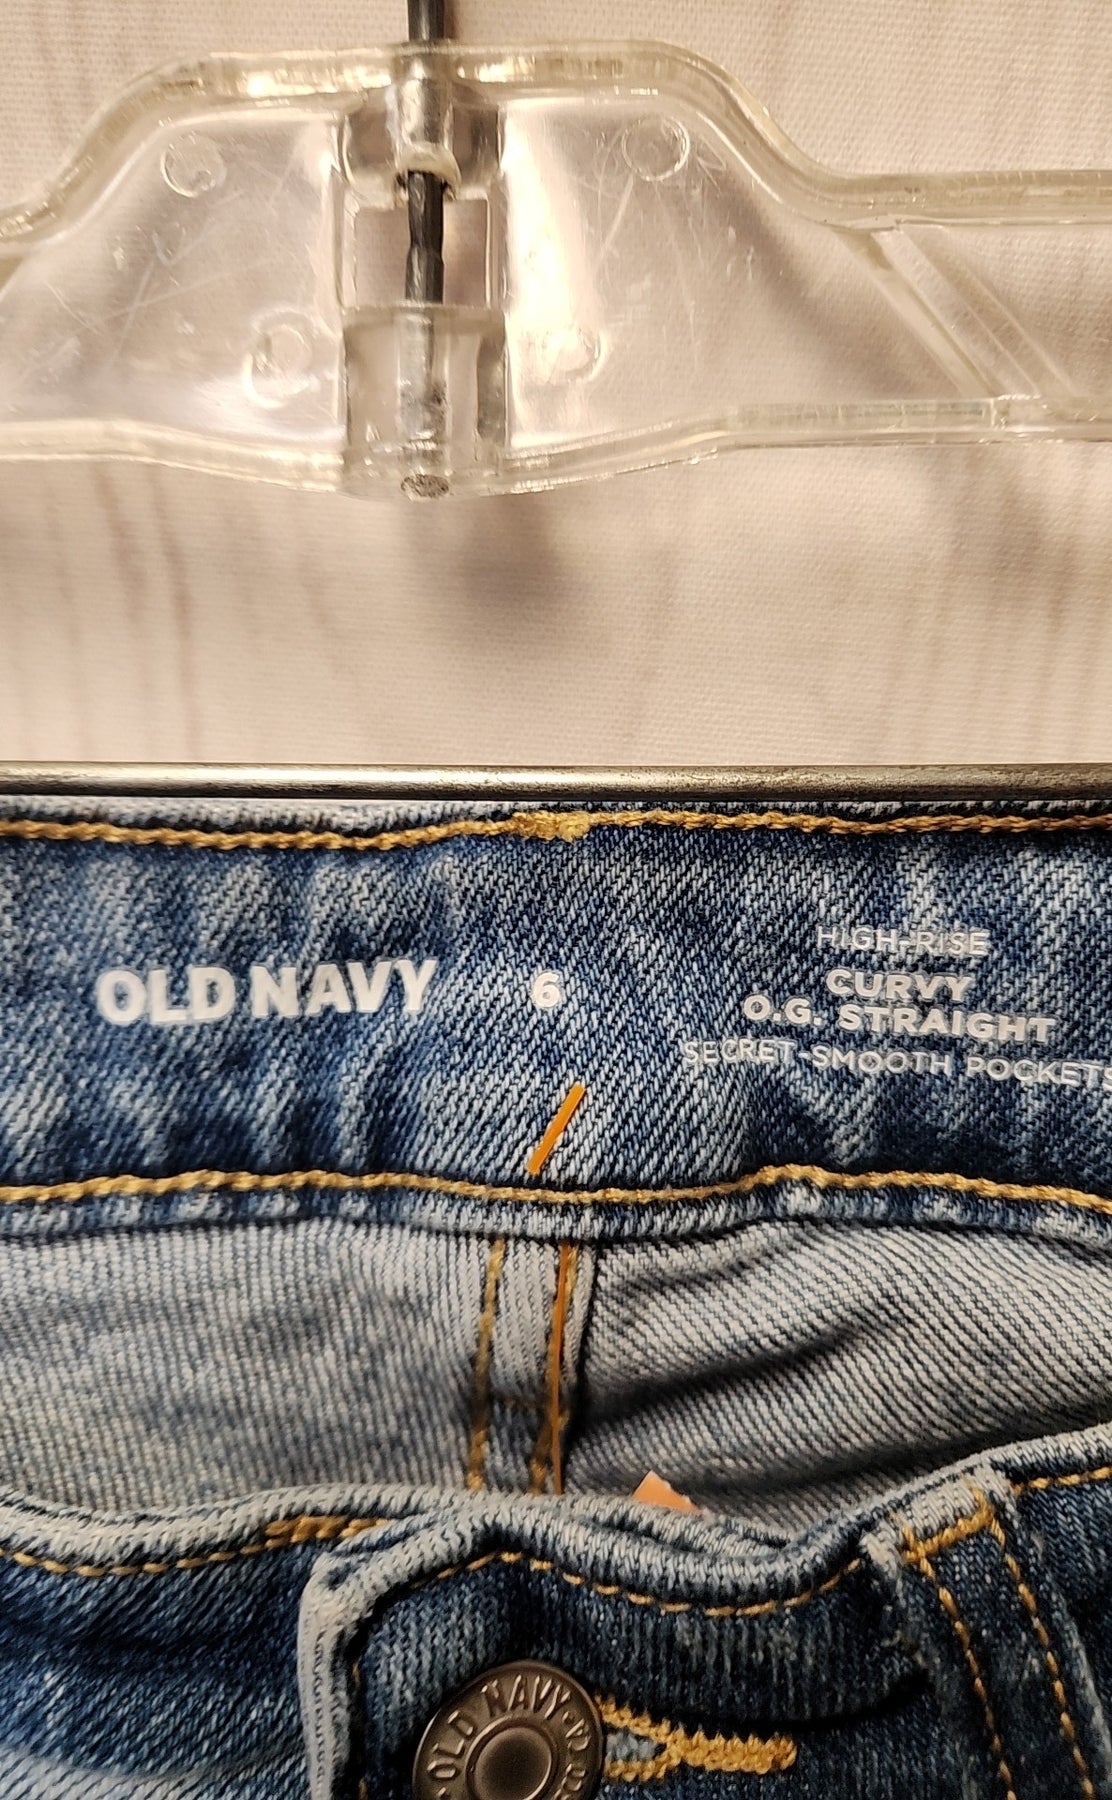 OLD NAVY
6
HIGH-RISE
CURVY
O.G. STRAIGHT
SECRET-SMOOTH POCKETS
OLD NAVY